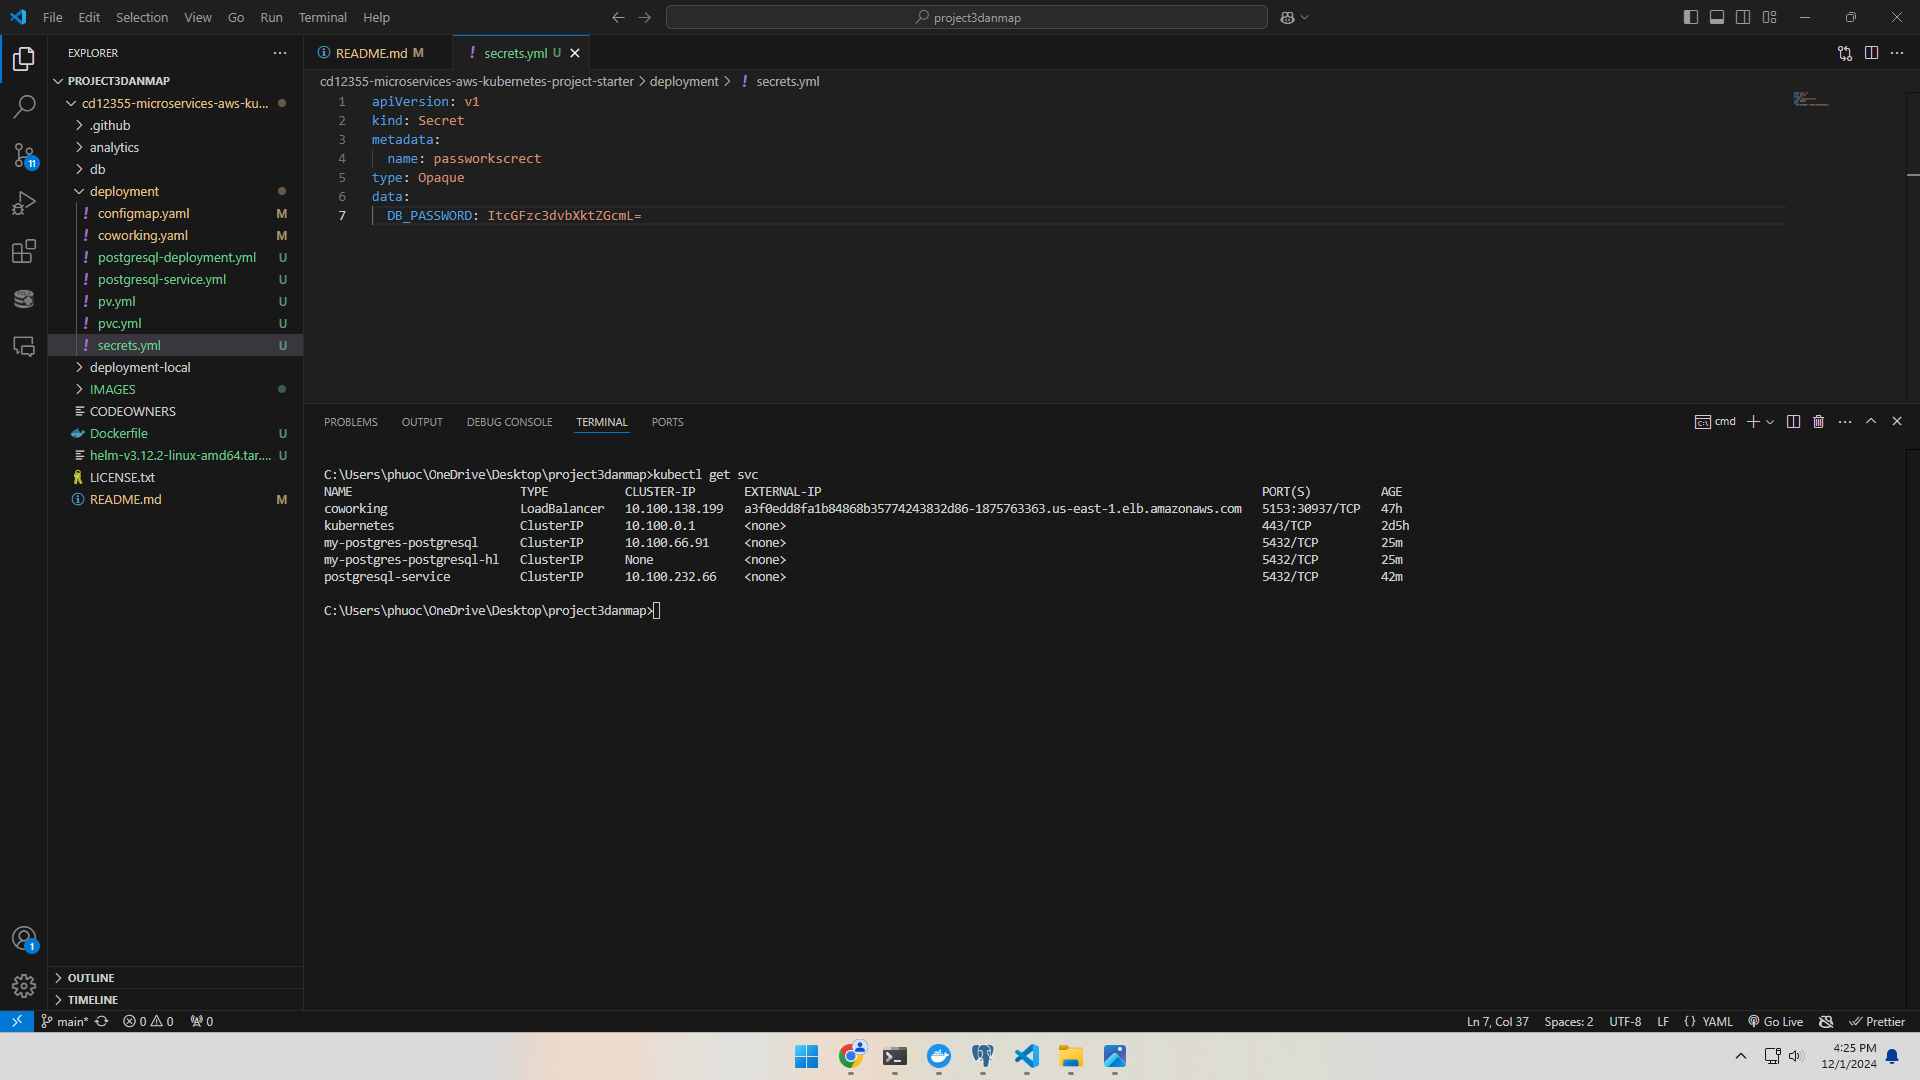 File Edit Selection View Go Run Terminal Help
project3danmap
EXPLORER
PROJECT3DANMAP
cd12355-microservices-aws-ku...
.github
analytics
db
deployment
configmap.yaml M
coworking.yaml M
postgresql-deployment.yml U
postgresql-service.yml U
pv.yml U
pvc.yml U
secrets.yml U
deployment-local
IMAGES
CODEOWNERS
Dockerfile U
helm-v3.12.2-linux-amd64.tar.... U
LICENSE.txt
README.md M
OUTLINE
TIMELINE
11
1
README.md M
secrets.yml U
cd12355-microservices-aws-kubernetes-project-starter > deployment > ! secrets.yml
1 apiVersion: v1
2 kind: Secret
3 metadata:
4 name: passworkscrect
5 type: Opaque
6 data:
7 DB_PASSWORD: ItcGFzc3dvbXktZGcmL=
PROBLEMS OUTPUT DEBUG CONSOLE TERMINAL PORTS
cmd
C:\Users\phuoc\OneDrive\Desktop\project3danmap>kubectl get svc
NAME TYPE CLUSTER-IP EXTERNAL-IP PORT(S) AGE
coworking LoadBalancer 10.100.138.199 a3f0edd8fa1b84868b35774243832d86-1875763363.us-east-1.elb.amazonaws.com 5153:30937/TCP 47h
kubernetes ClusterIP 10.100.0.1 <none> 443/TCP 2d5h
my-postgres-postgresql ClusterIP 10.100.66.91 <none> 5432/TCP 25m
my-postgres-postgresql-hl ClusterIP None <none> 5432/TCP 25m
postgresql-service ClusterIP 10.100.232.66 <none> 5432/TCP 42m
C:\Users\phuoc\OneDrive\Desktop\project3danmap>
main* 0 0 0
Ln 7, Col 37 Spaces: 2 UTF-8 LF {} YAML Go Live Prettier
4:25 PM
12/1/2024